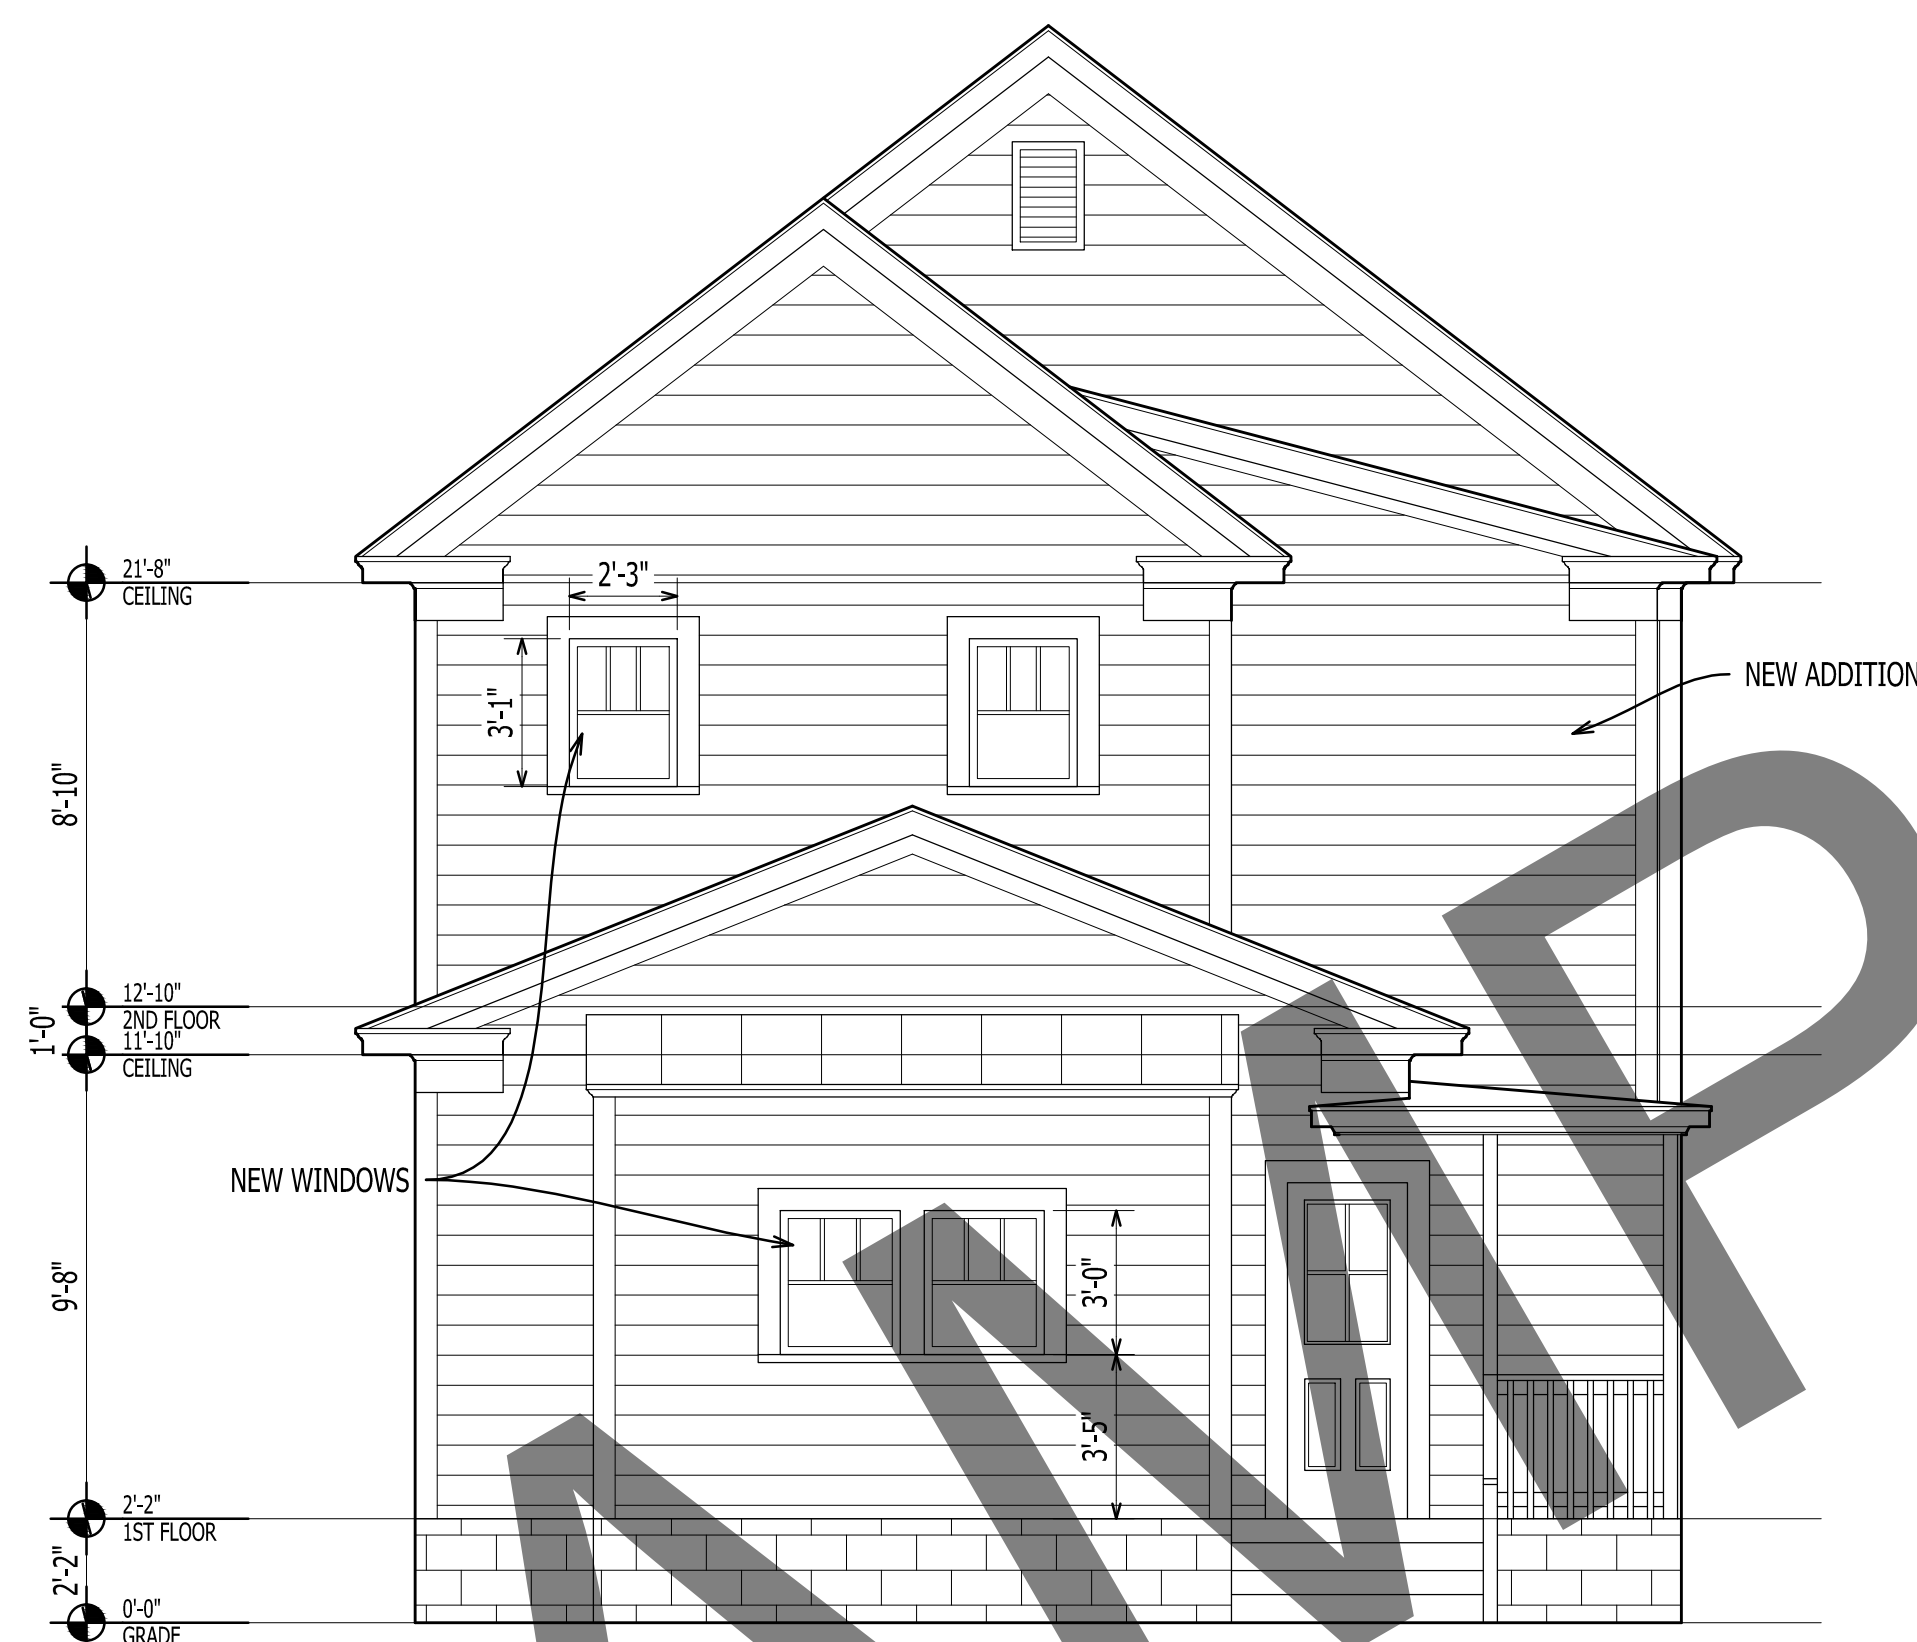 21'-8"
CEILING
2'-3"
3'-1"
NEW ADDITION
8'-10"
12'-10"
2ND FLOOR
1'-0"
11'-10"
CEILING
NEW WINDOWS
3'-0"
9'-8"
3'-5"
2'-2"
1ST FLOOR
2'-2"
0'-0"
GRADE